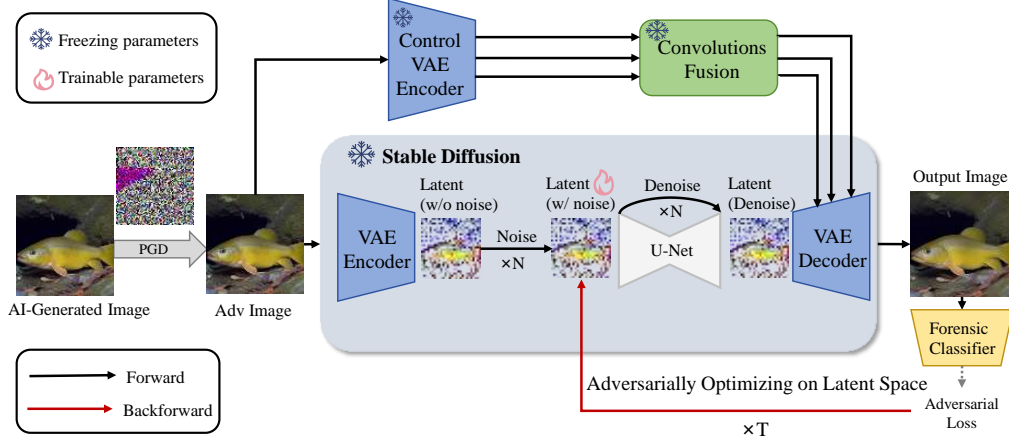 Freezing parameters
Trainable parameters
Control
VAE
Encoder
Convolutions
Fusion
Stable Diffusion
AI-Generated Image
PGD
Adv Image
VAE
Encoder
Latent
(w/o noise)
Noise
×N
Latent
(w/ noise)
Denoise
×N
U-Net
Latent
(Denoise)
VAE
Decoder
Output Image
Forensic
Classifier
Adversarial
Loss
Adversarially Optimizing on Latent Space
×T
Forward
Backforward